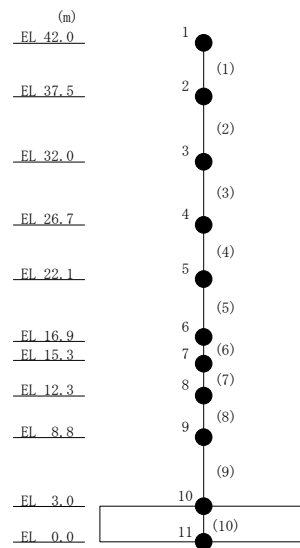 (m)
EL 42.0
1
(1)
EL 37.5
2
(2)
EL 32.0
3
(3)
EL 26.7
4
(4)
EL 22.1
5
(5)
EL 16.9
6
(6)
EL 15.3
7
(7)
EL 12.3
8
(8)
EL 8.8
9
(9)
EL 3.0
10
(10)
EL 0.0
11